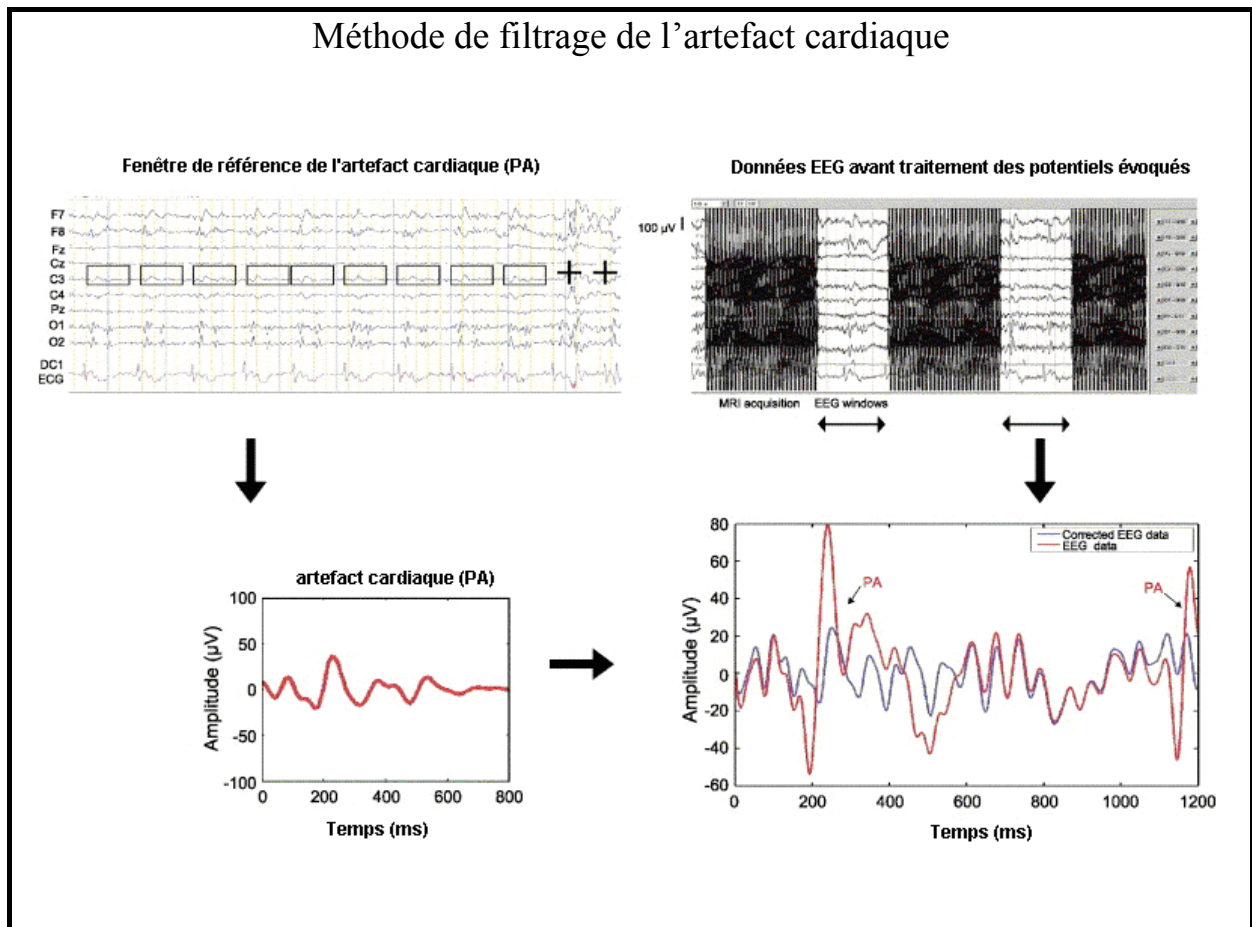 Méthode de filtrage de l’artefact cardiaque
Fenêtre de référence de l'artefact cardiaque (PA)
F7
F8
Fz
Cz
C3
C4
Pz
O1
O2
DC1
ECG
Données EEG avant traitement des potentiels évoqués
100 µV
MRI acquisition
EEG windows
artefact cardiaque (PA)
100
50
0
-50
-100
Amplitude (µV)
0 200 400 600 800
Temps (ms)
80
60
40
20
0
-20
-40
-60
Amplitude (µV)
Corrected EEG data
EEG data
PA
PA
0 200 400 600 800 1000 1200
Temps (ms)